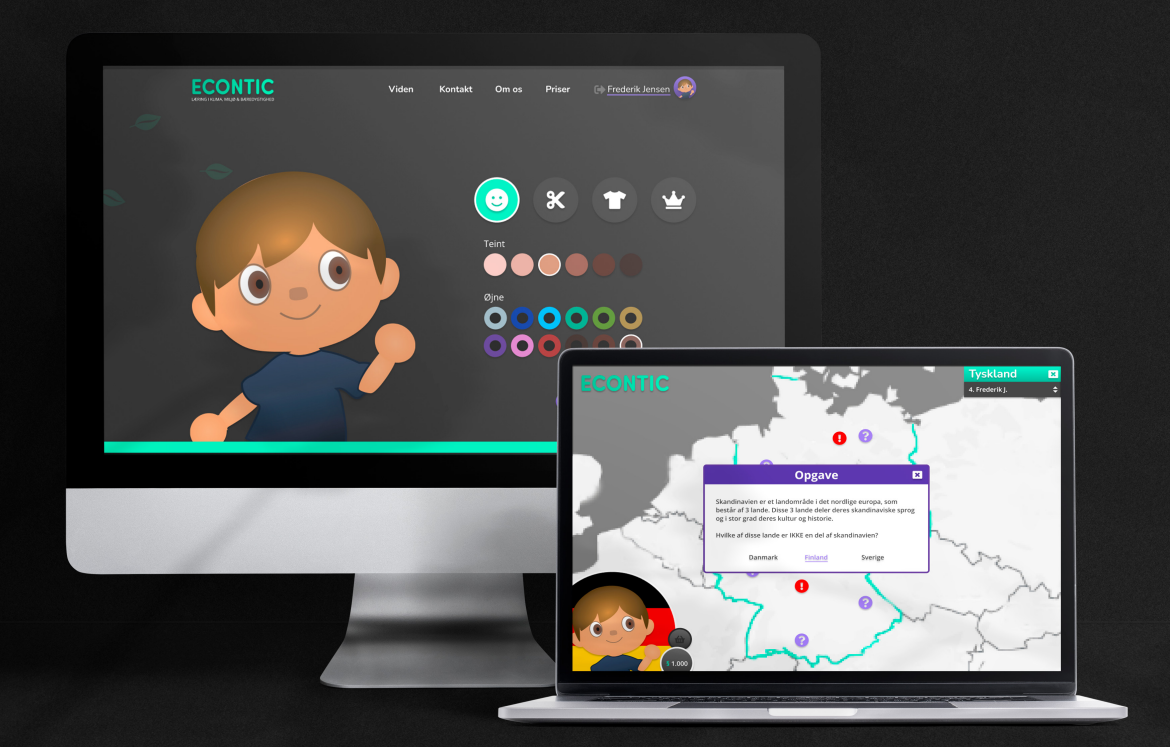 ECONTIC
LÆRING I KLIMA, MILJØ & BÆREDYGTIGHED
Viden
Kontakt
Om os
Priser
Frederik Jensen
Teint
Øjne
ECONTIC
Tyskland
4. Frederik J.
Opgave
Skandinavien er et landområde i det nordlige europa, som
består af 3 lande. Disse 3 lande deler deres skandinaviske sprog
og i stor grad deres kultur og historie.
Hvilke af disse lande er IKKE en del af skandinavien?
Danmark
Finland
Sverige
1.000